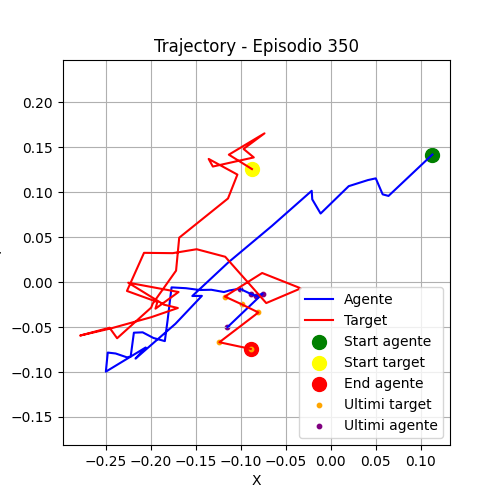 Trajectory - Episodio 350
0.20
0.15
0.10
0.05
0.00
−0.05
−0.10
−0.15
Agente
Target
Start agente
Start target
End agente
Ultimi target
Ultimi agente
−0.25 −0.20 −0.15 −0.10 −0.05 0.00 0.05 0.10
X